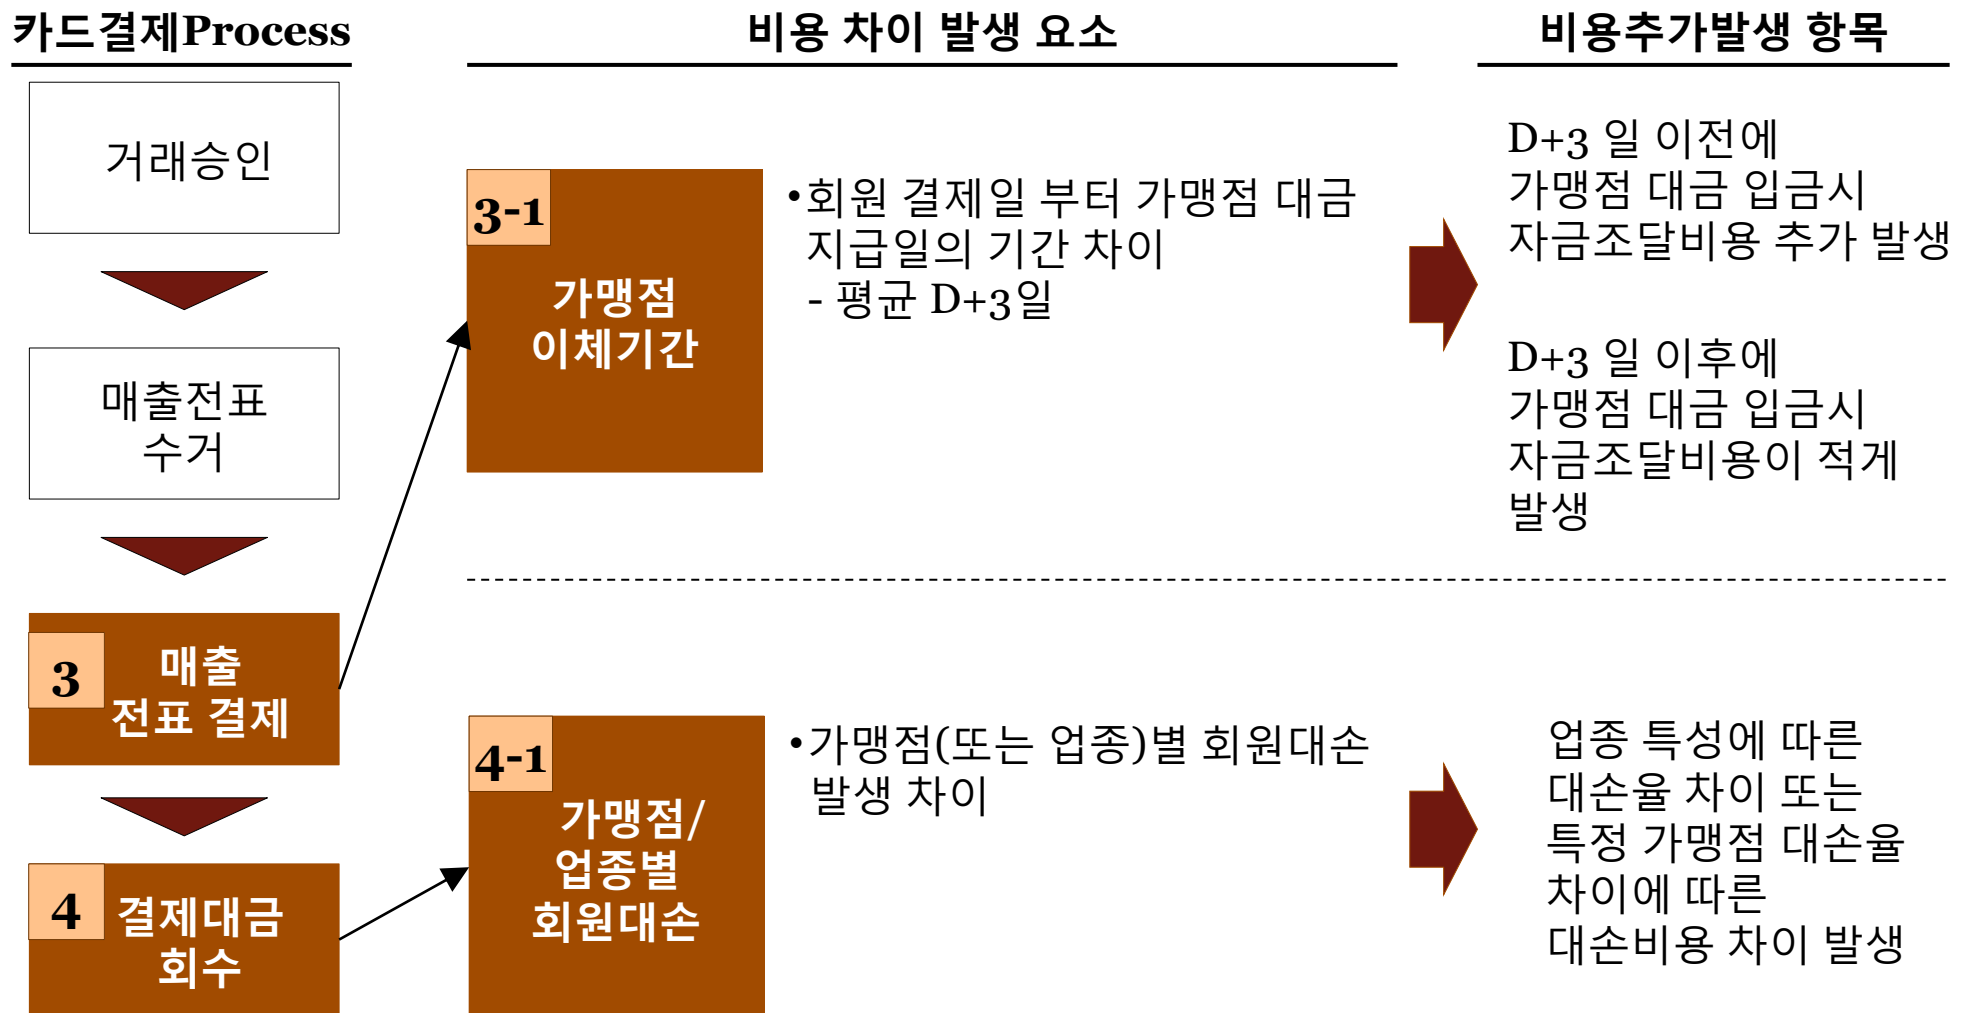 카드결제Process
비용 차이 발생 요소
비용추가발생 항목
거래승인
매출전표
수거
3
매출
전표 결제
4
결제대금
회수
3-1
가맹점
이체기간
•회원 결제일 부터 가맹점 대금
지급일의 기간 차이
- 평균 D+3일
D+3 일 이전에
가맹점 대금 입금시
자금조달비용 추가 발생
D+3 일 이후에
가맹점 대금 입금시
자금조달비용이 적게
발생
4-1
가맹점/
업종별
회원대손
•가맹점(또는 업종)별 회원대손
발생 차이
업종 특성에 따른
대손율 차이 또는
특정 가맹점 대손율
차이에 따른
대손비용 차이 발생